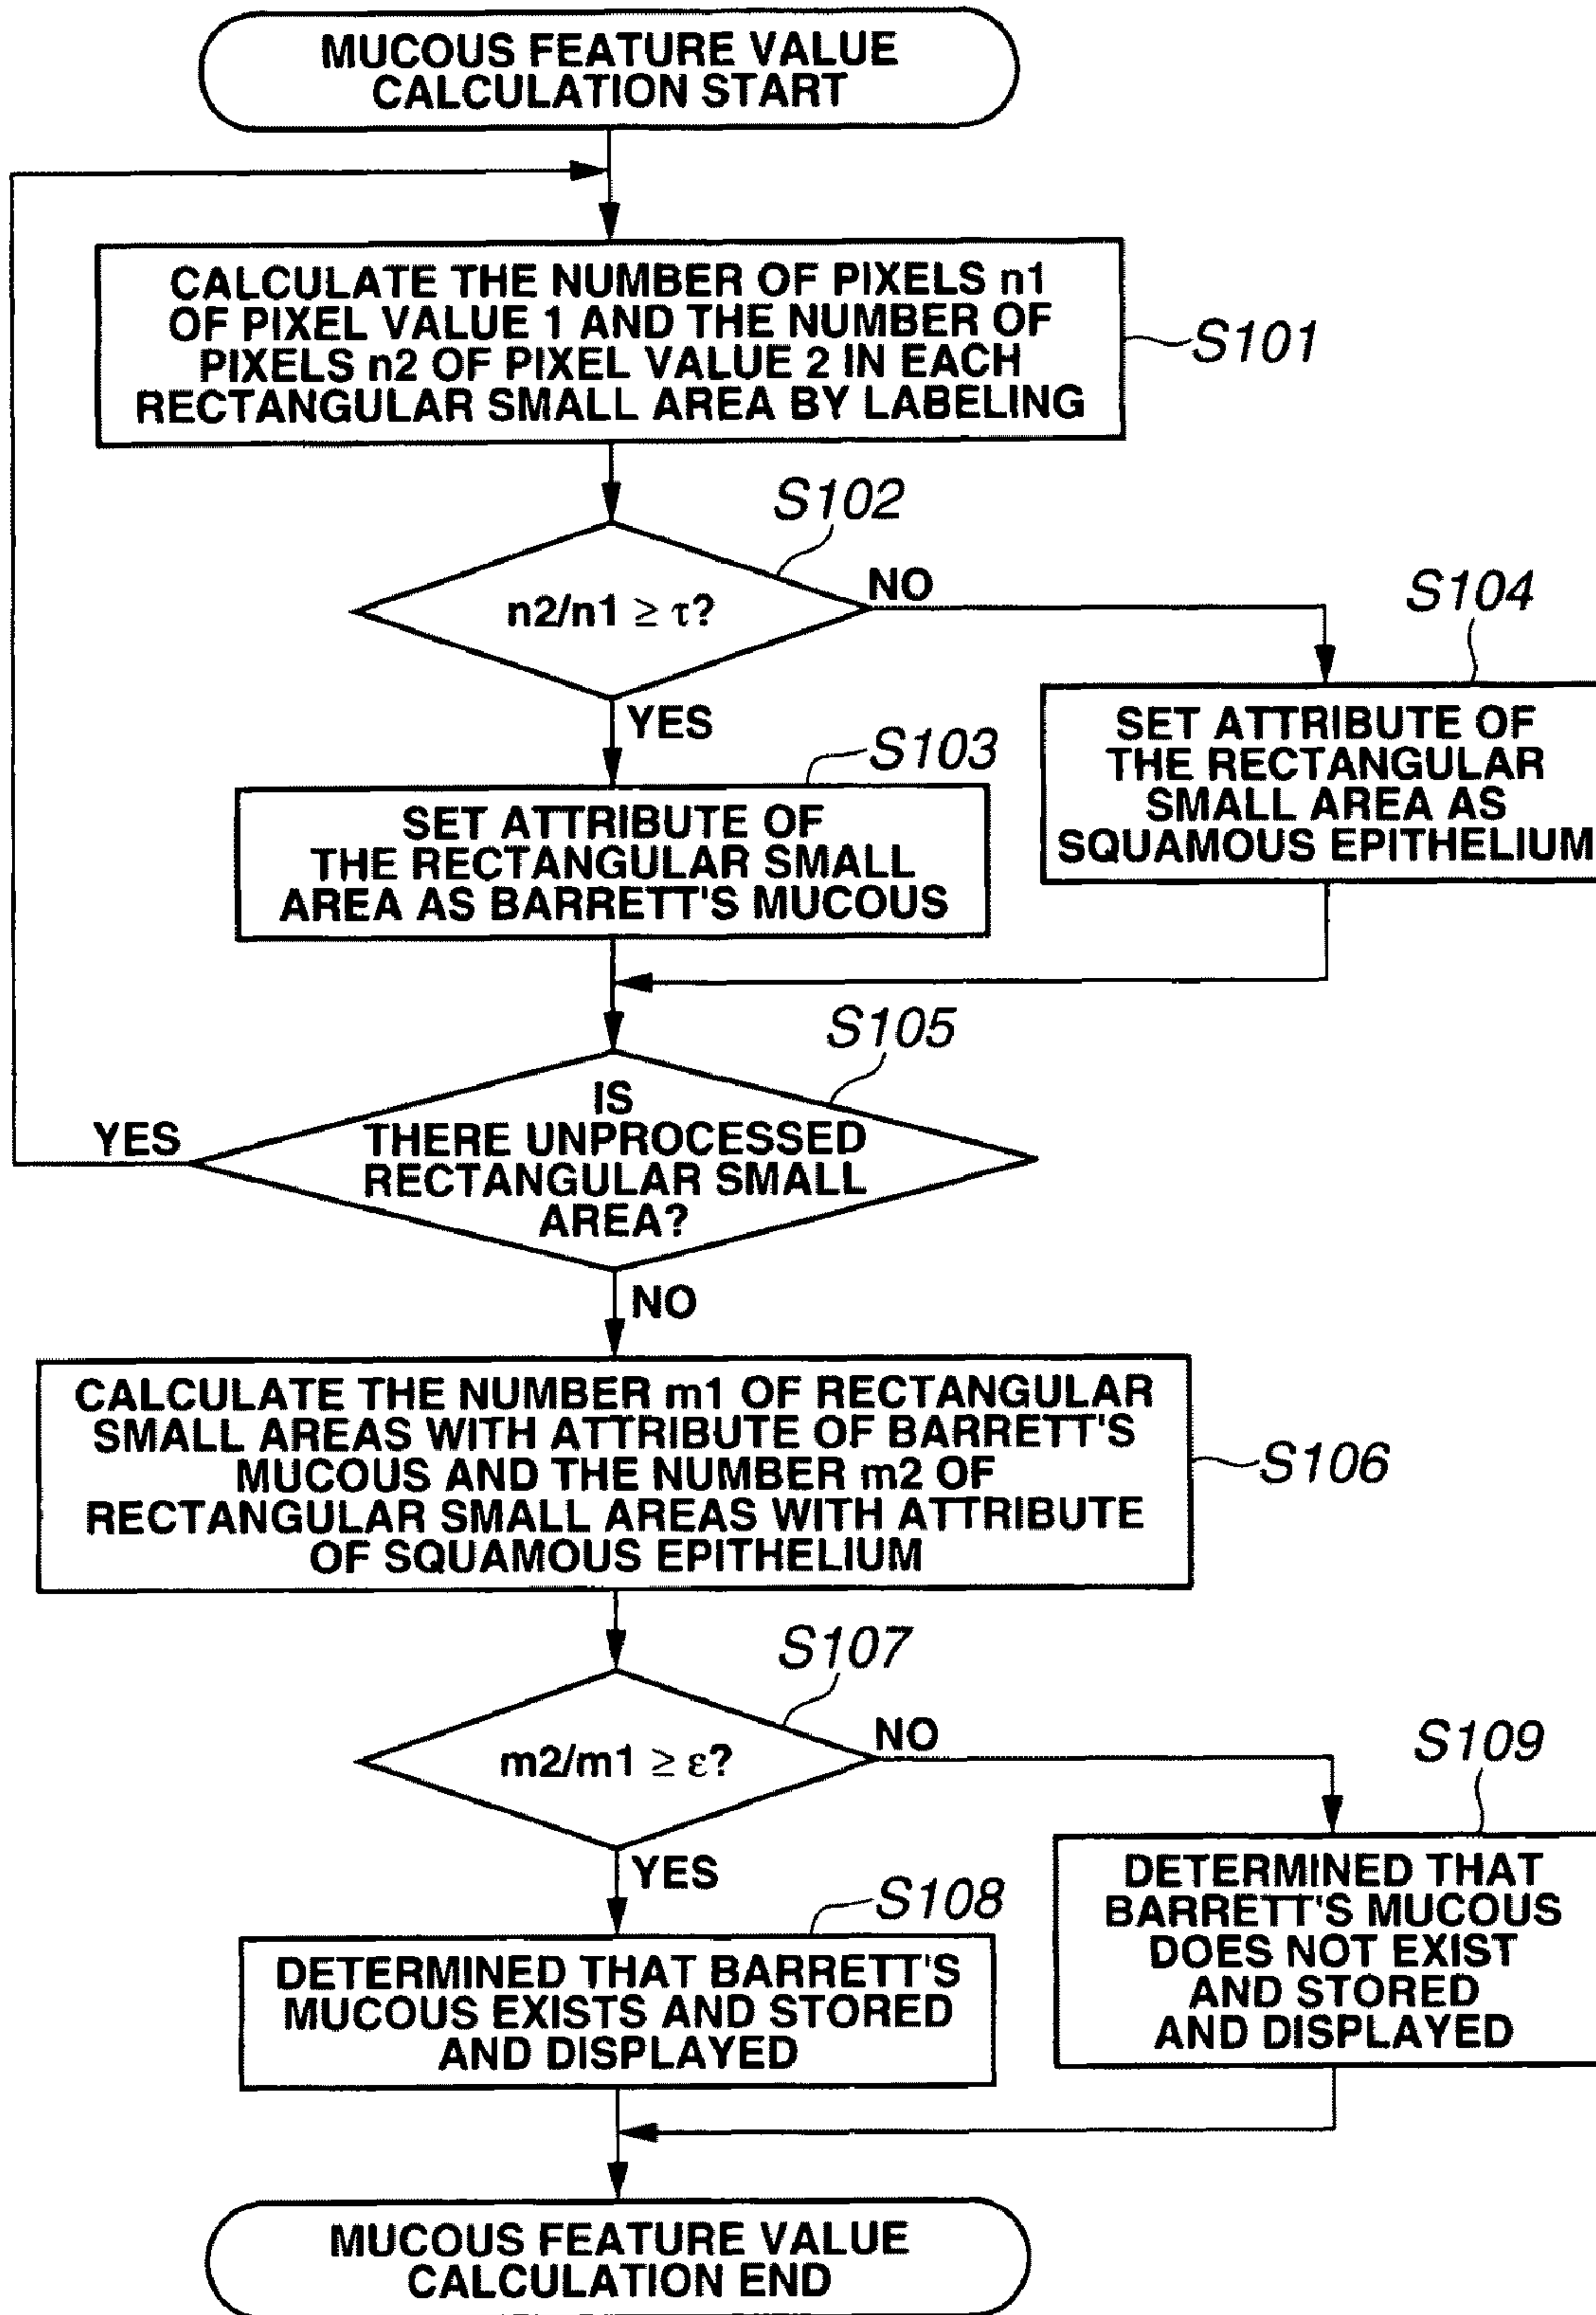 MUCOUS FEATURE VALUE
CALCULATION START
CALCULATE THE NUMBER OF PIXELS n1
OF PIXEL VALUE 1 AND THE NUMBER OF
PIXELS n2 OF PIXEL VALUE 2 IN EACH
RECTANGULAR SMALL AREA BY LABELING
S101
S102
n2/n1 ≥ τ?
NO
YES
S104
SET ATTRIBUTE OF
THE RECTANGULAR
SMALL AREA AS
SQUAMOUS EPITHELIUM
S103
SET ATTRIBUTE OF
THE RECTANGULAR SMALL
AREA AS BARRETT'S MUCOUS
S105
IS
THERE UNPROCESSED
RECTANGULAR SMALL
AREA?
YES
NO
CALCULATE THE NUMBER m1 OF RECTANGULAR
SMALL AREAS WITH ATTRIBUTE OF BARRETT'S
MUCOUS AND THE NUMBER m2 OF
RECTANGULAR SMALL AREAS WITH ATTRIBUTE
OF SQUAMOUS EPITHELIUM
S106
S107
m2/m1 ≥ ε?
NO
YES
S109
DETERMINED THAT
BARRETT'S MUCOUS
DOES NOT EXIST
AND STORED
AND DISPLAYED
S108
DETERMINED THAT BARRETT'S
MUCOUS EXISTS AND STORED
AND DISPLAYED
MUCOUS FEATURE VALUE
CALCULATION END